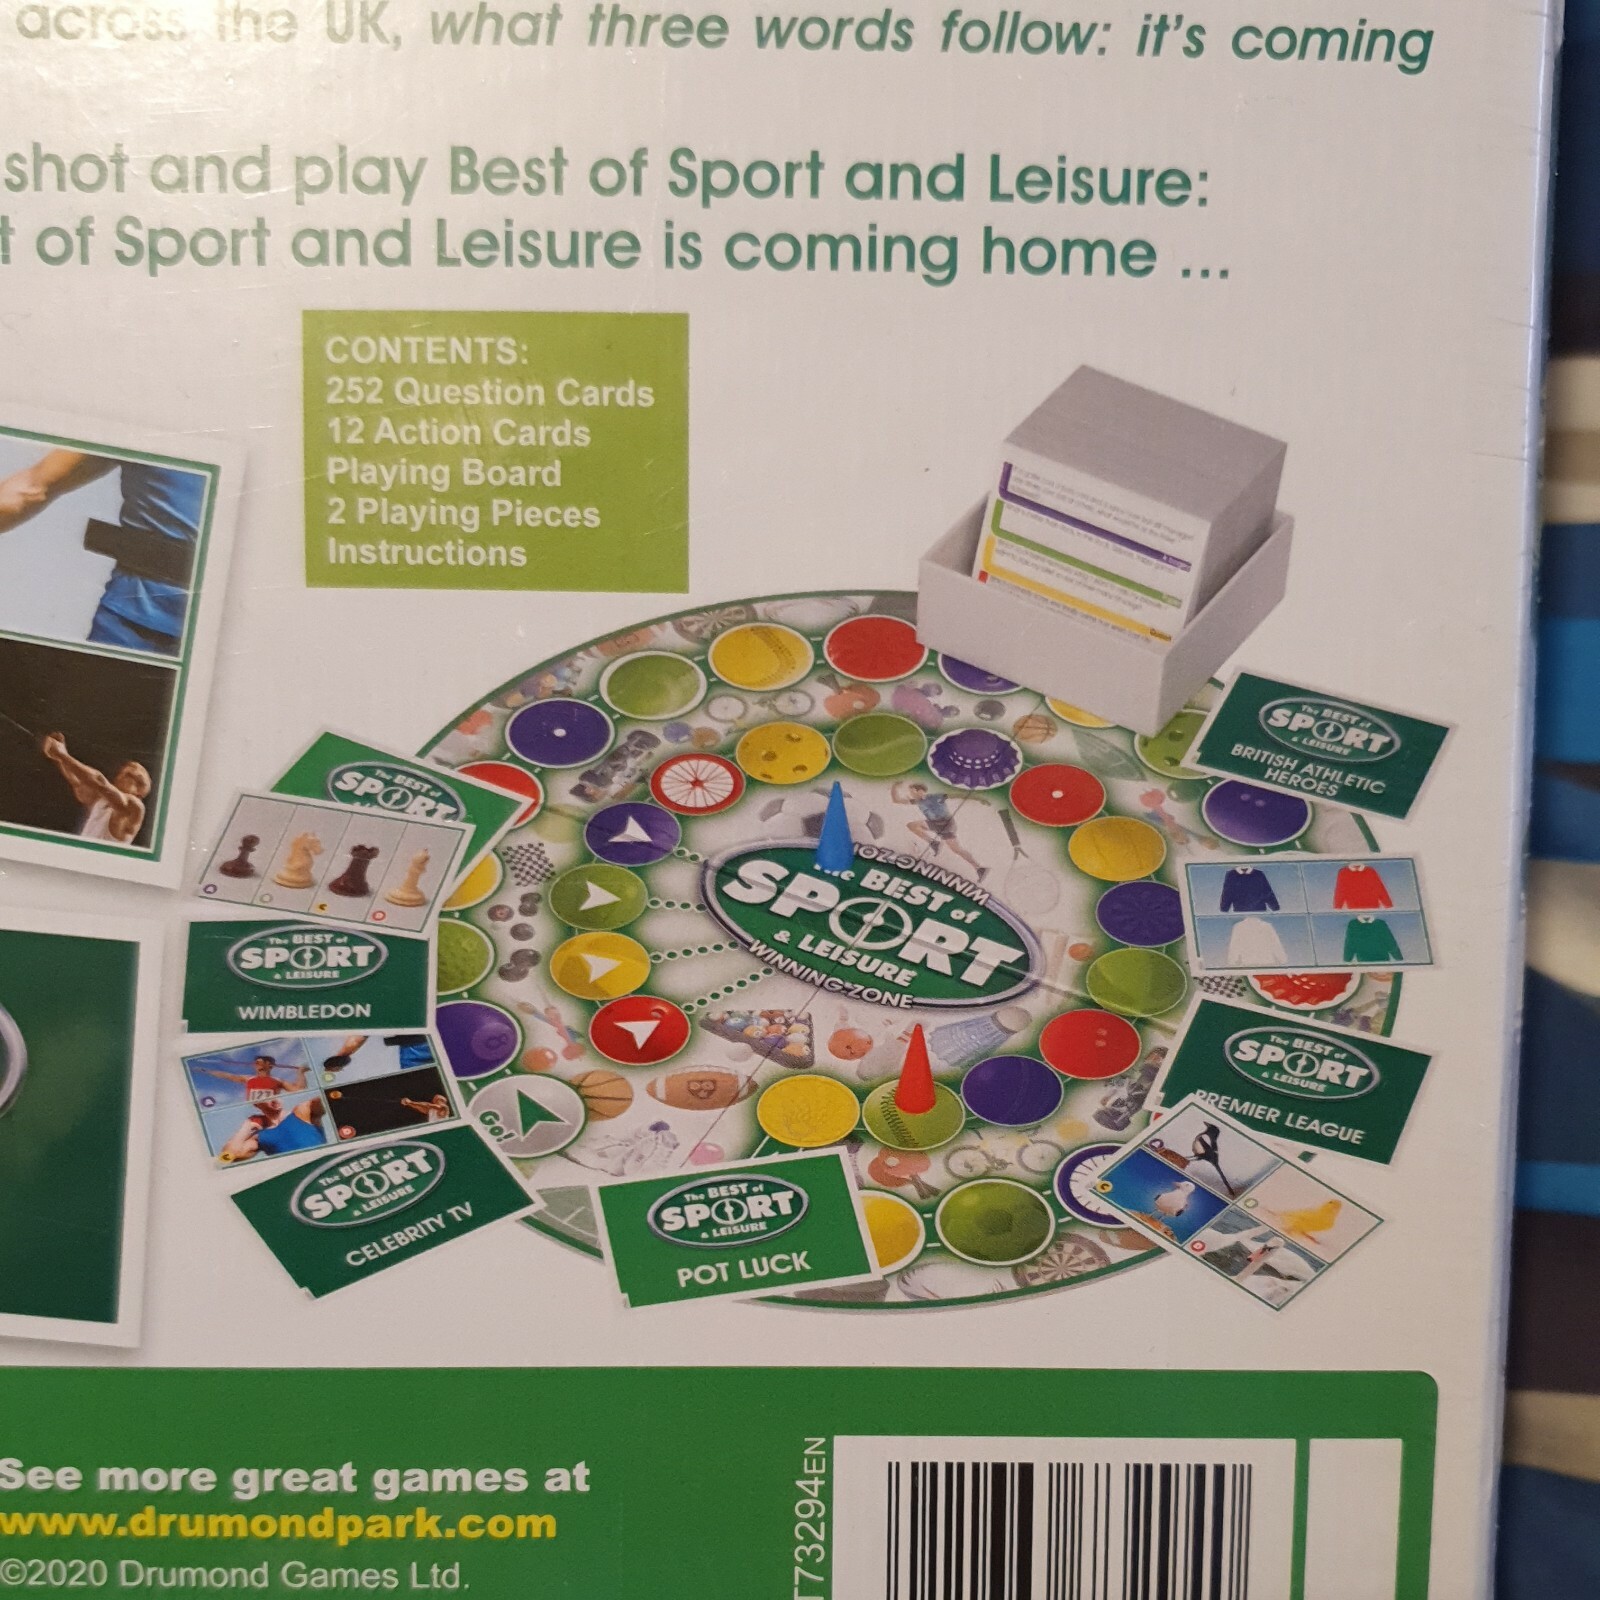 across the UK, what three words follow: it's coming
shot and play Best of Sport and Leisure:
t of Sport and Leisure is coming home ...
CONTENTS:
252 Question Cards
12 Action Cards
Playing Board
2 Playing Pieces
Instructions
The BEST of
SPORT
& LEISURE
BRITISH ATHLETIC
HEROES
The BEST of
SPORT
The BEST of
SPORT
& LEISURE
WIMBLEDON
WINNING ZONE
The BEST of
SPORT
& LEISURE
WINNING ZONE
The BEST of
SPORT
& LEISURE
PREMIER LEAGUE
GO!
The BEST of
SPORT
& LEISURE
CELEBRITY TV
The BEST of
SPORT
& LEISURE
POT LUCK
See more great games at
www.drumondpark.com
©2020 Drumond Games Ltd.
T73294EN